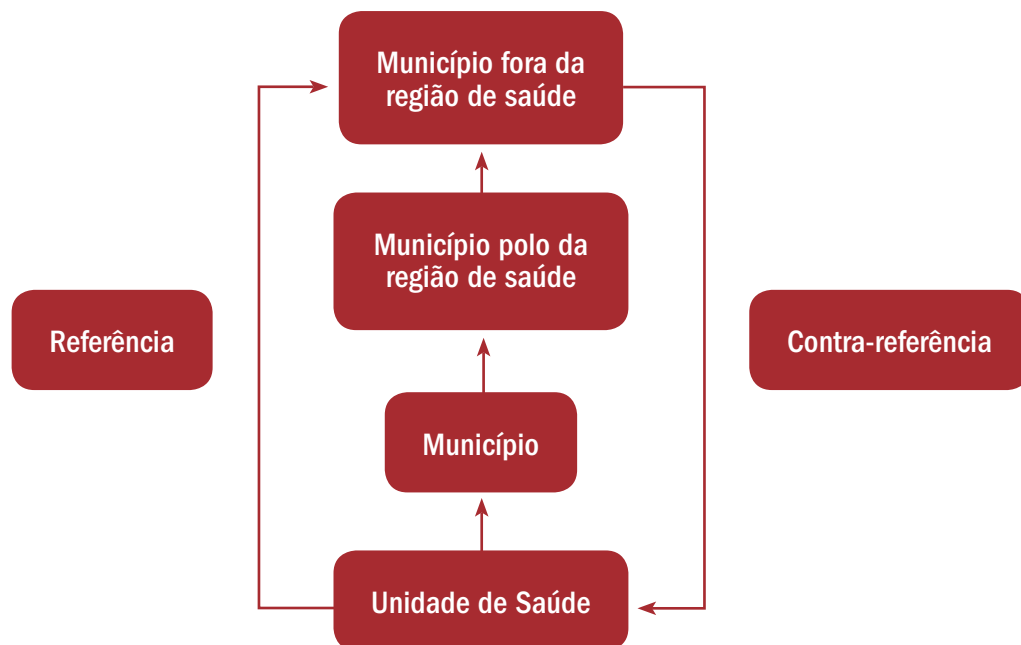 Município fora da
região de saúde
Município polo da
região de saúde
Referência
Contra-referência
Município
Unidade de Saúde